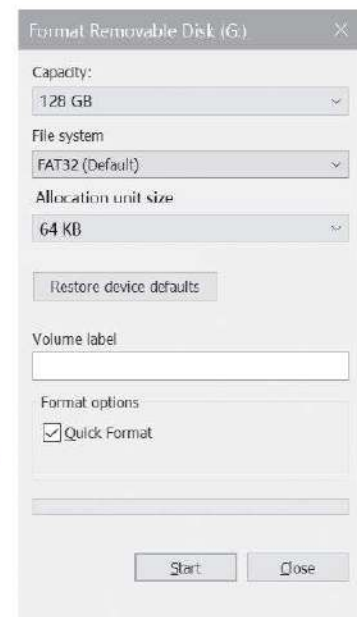 Format Removable Disk (G:)
Capacity:
128 GB
File system
FAT32 (Default)
Allocation unit size
64 KB
Restore device defaults
Volume label
Format options
Quick Format
Start
Close